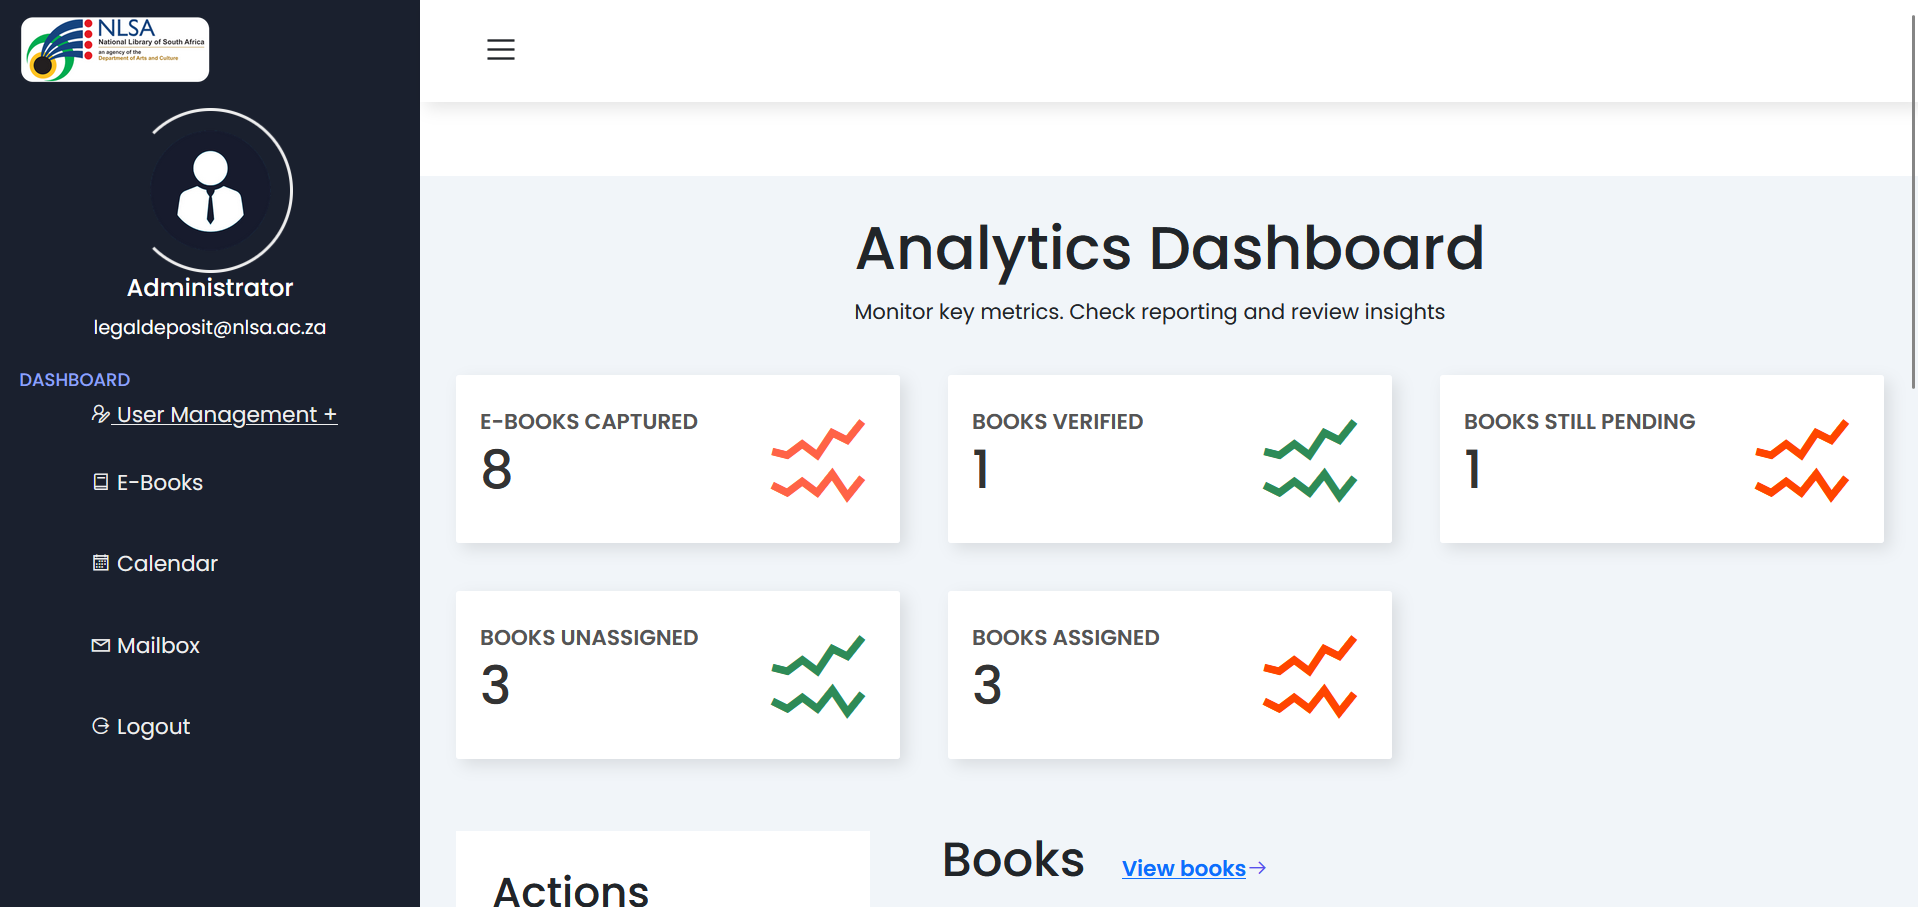 NLSA
National Library of South Africa
an agency of the
Department of Arts and Culture
Administrator
legaldeposit@nlsa.ac.za
DASHBOARD
User Management +
E-Books
Calendar
Mailbox
Logout
Analytics Dashboard
Monitor key metrics. Check reporting and review insights
E-BOOKS CAPTURED
8
BOOKS VERIFIED
1
BOOKS STILL PENDING
1
BOOKS UNASSIGNED
3
BOOKS ASSIGNED
3
Actions
Books
View books